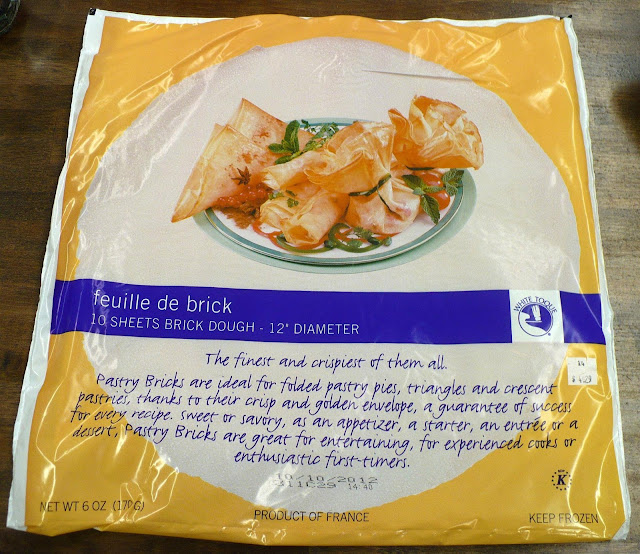 feuille de brick
10 SHEETS BRICK DOUGH - 12" DIAMETER
WHITE TOQUE
The finest and crispiest of them all.
Pastry Bricks are ideal for folded pastry pies, triangles and crescent
pastries, thanks to their crisp and golden envelope, a guarantee of success
for every recipe. Sweet or savory, as an appetizer, a starter, an entrée or a
dessert, Pastry Bricks are great for entertaining, for experienced cooks or
enthusiastic first-timers.
10/10/2012
14:40
K
NET WT 6 OZ (170G)
PRODUCT OF FRANCE
KEEP FROZEN